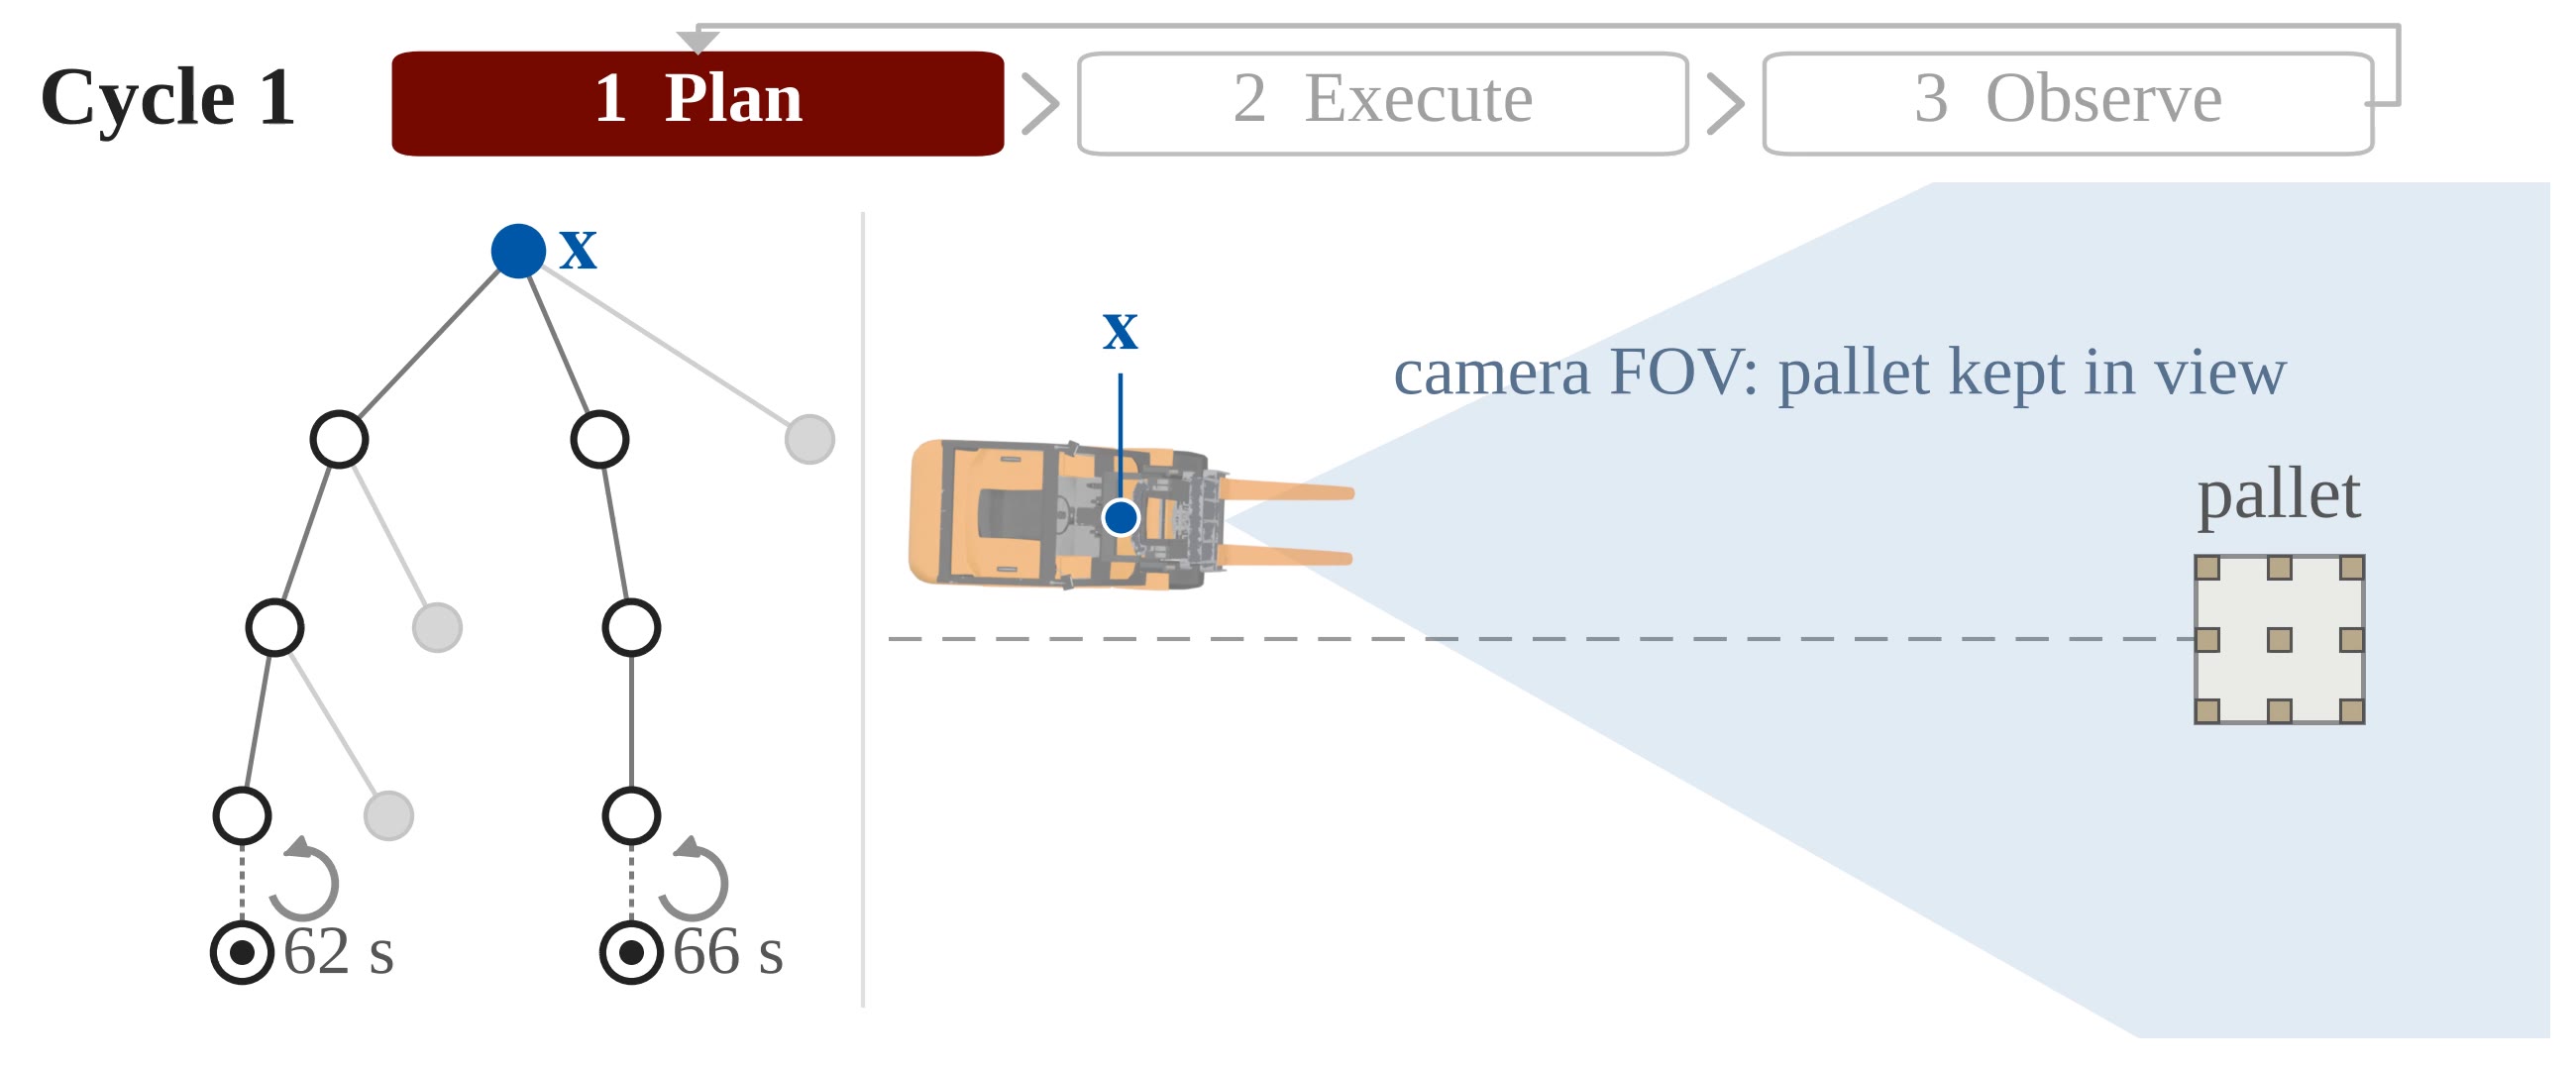 Cycle 1
1 Plan
2 Execute
3 Observe
x
x
camera FOV: pallet kept in view
pallet
62 s
66 s